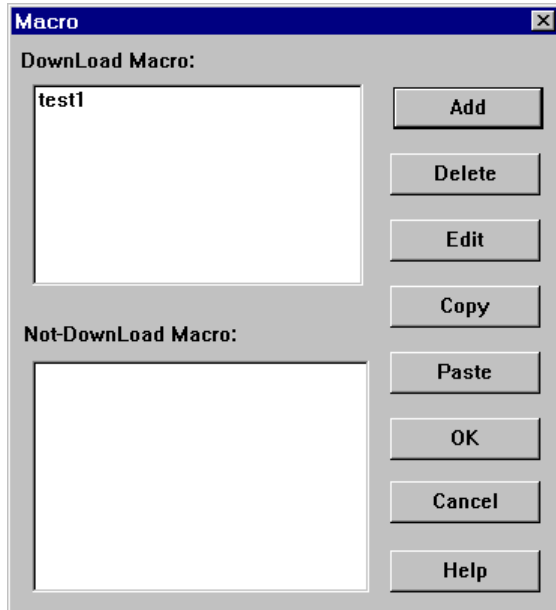 Macro
DownLoad Macro:
test1
Add
Delete
Edit
Copy
Not-DownLoad Macro:
Paste
OK
Cancel
Help